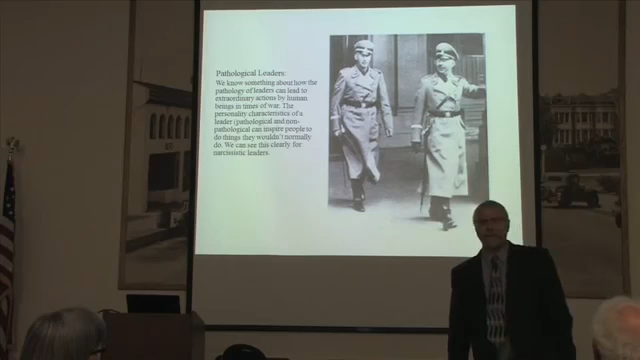 Pathological Leaders:
We know something about how the
pathology of leaders can lead to
extraordinary actions by human
beings in times of war. The
personality characteristics of a
leader (pathological and non-
pathological can inspire people to
do things they wouldn't normally
do. We can see this clearly for
narcissistic leaders.